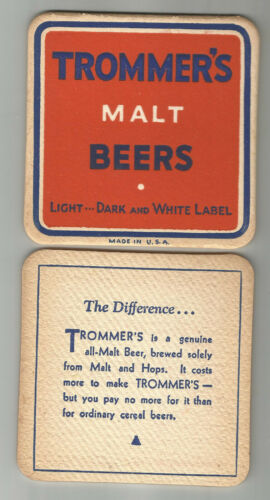 TROMMER'S
MALT
BEERS
LIGHT--- DARK AND WHITE LABEL
MADE IN U.S.A.
The Difference...
TROMMER'S is a genuine
all-Malt Beer, brewed solely
from Malt and Hops. It costs
more to make TROMMER'S —
but you pay no more for it than
for ordinary cereal beers.